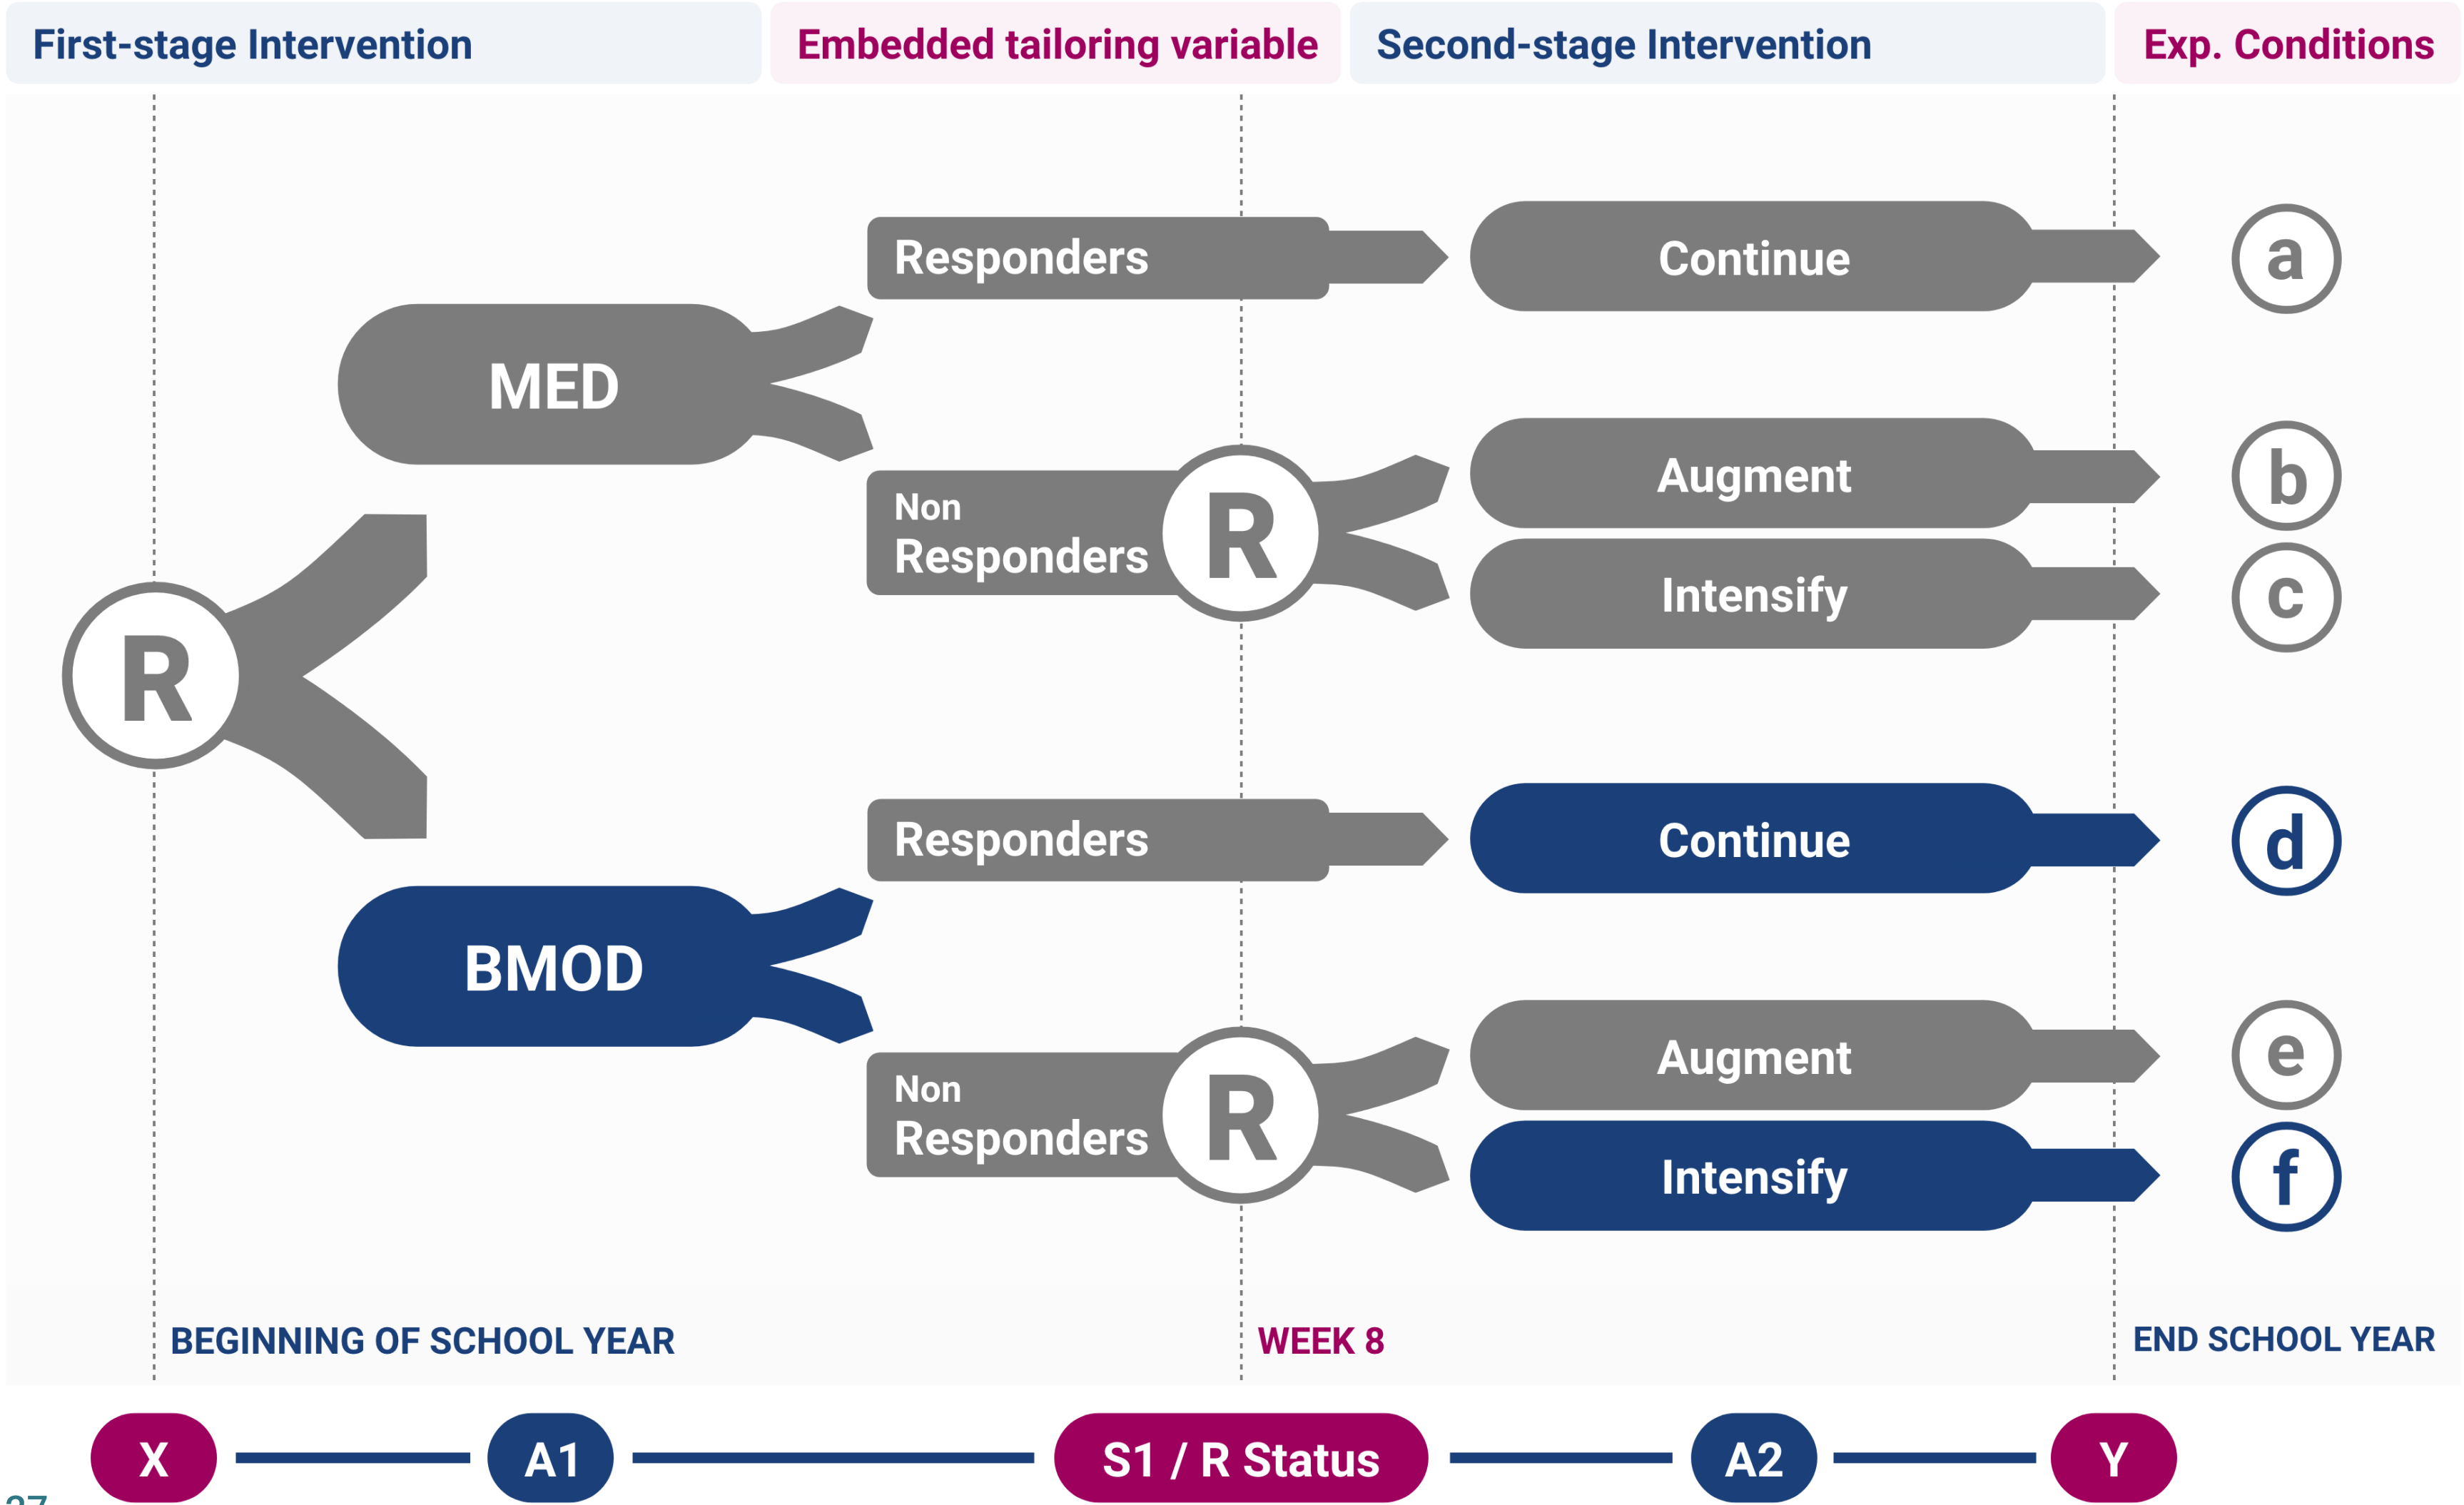 First-stage Intervention
Embedded tailoring variable
Second-stage Intervention
Exp. Conditions
Responders
Continue
a
MED
Non
Responders
R
Augment
b
Intensify
c
R
Responders
Continue
d
BMOD
Non
Responders
R
Augment
e
Intensify
f
BEGINNING OF SCHOOL YEAR
WEEK 8
END SCHOOL YEAR
X
A1
S1 / R Status
A2
Y